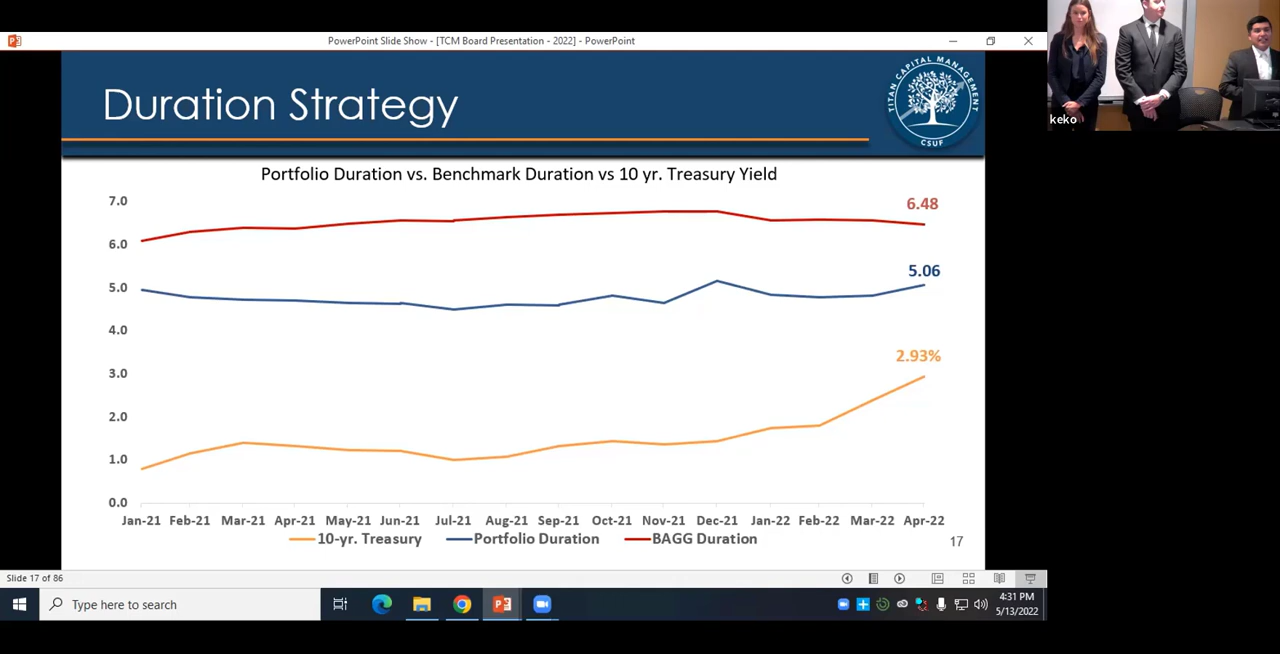 PowerPoint Slide Show - [TCM Board Presentation - 2022] - PowerPoint
Duration Strategy
TITAN CAPITAL MANAGEMENT
CSUF
keko
Portfolio Duration vs. Benchmark Duration vs 10 yr. Treasury Yield
7.0
6.0
5.0
4.0
3.0
2.0
1.0
0.0
6.48
5.06
2.93%
Jan-21 Feb-21 Mar-21 Apr-21 May-21 Jun-21 Jul-21 Aug-21 Sep-21 Oct-21 Nov-21 Dec-21 Jan-22 Feb-22 Mar-22 Apr-22
10-yr. Treasury Portfolio Duration BAGG Duration
17
Slide 17 of 86
Type here to search
4:31 PM
5/13/2022